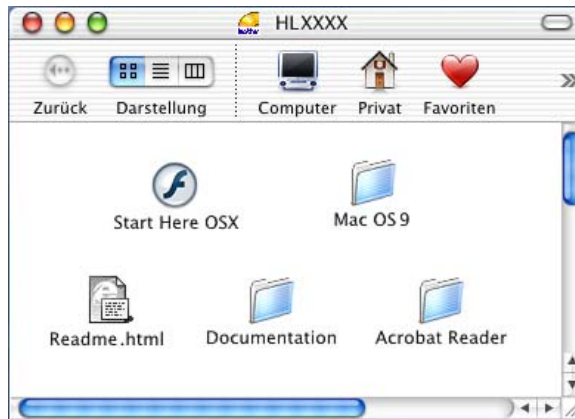 HLXXXX
Zurück Darstellung Computer Privat Favoriten
Start Here OSX Mac OS 9
Readme.html Documentation Acrobat Reader